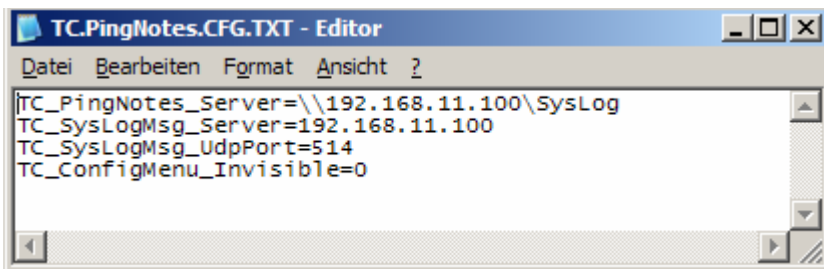 TC.PingNotes.CFG.TXT - Editor
Datei Bearbeiten Format Ansicht ?
TC_PingNotes_Server=\\192.168.11.100\SysLog
TC_SysLogMsg_Server=192.168.11.100
TC_SysLogMsg_UdpPort=514
TC_ConfigMenu_Invisible=0